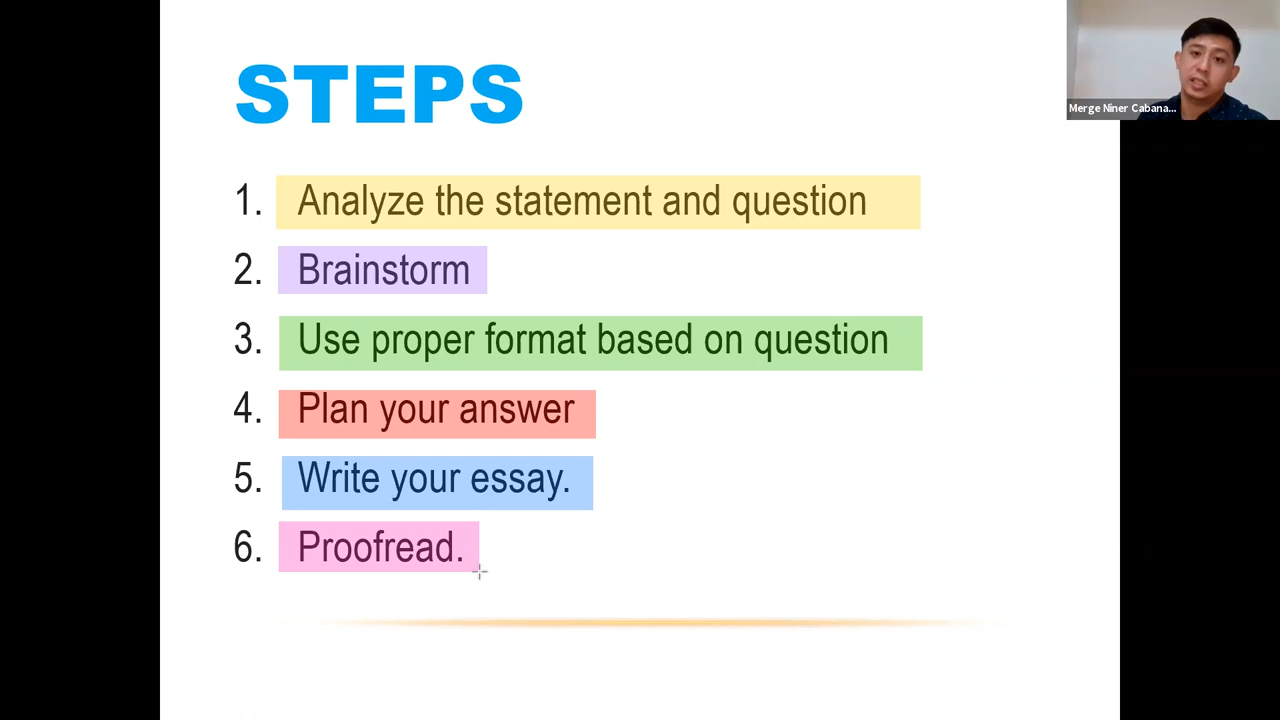 STEPS
Merge Niner Cabana...
1. Analyze the statement and question
2. Brainstorm
3. Use proper format based on question
4. Plan your answer
5. Write your essay.
6. Proofread.